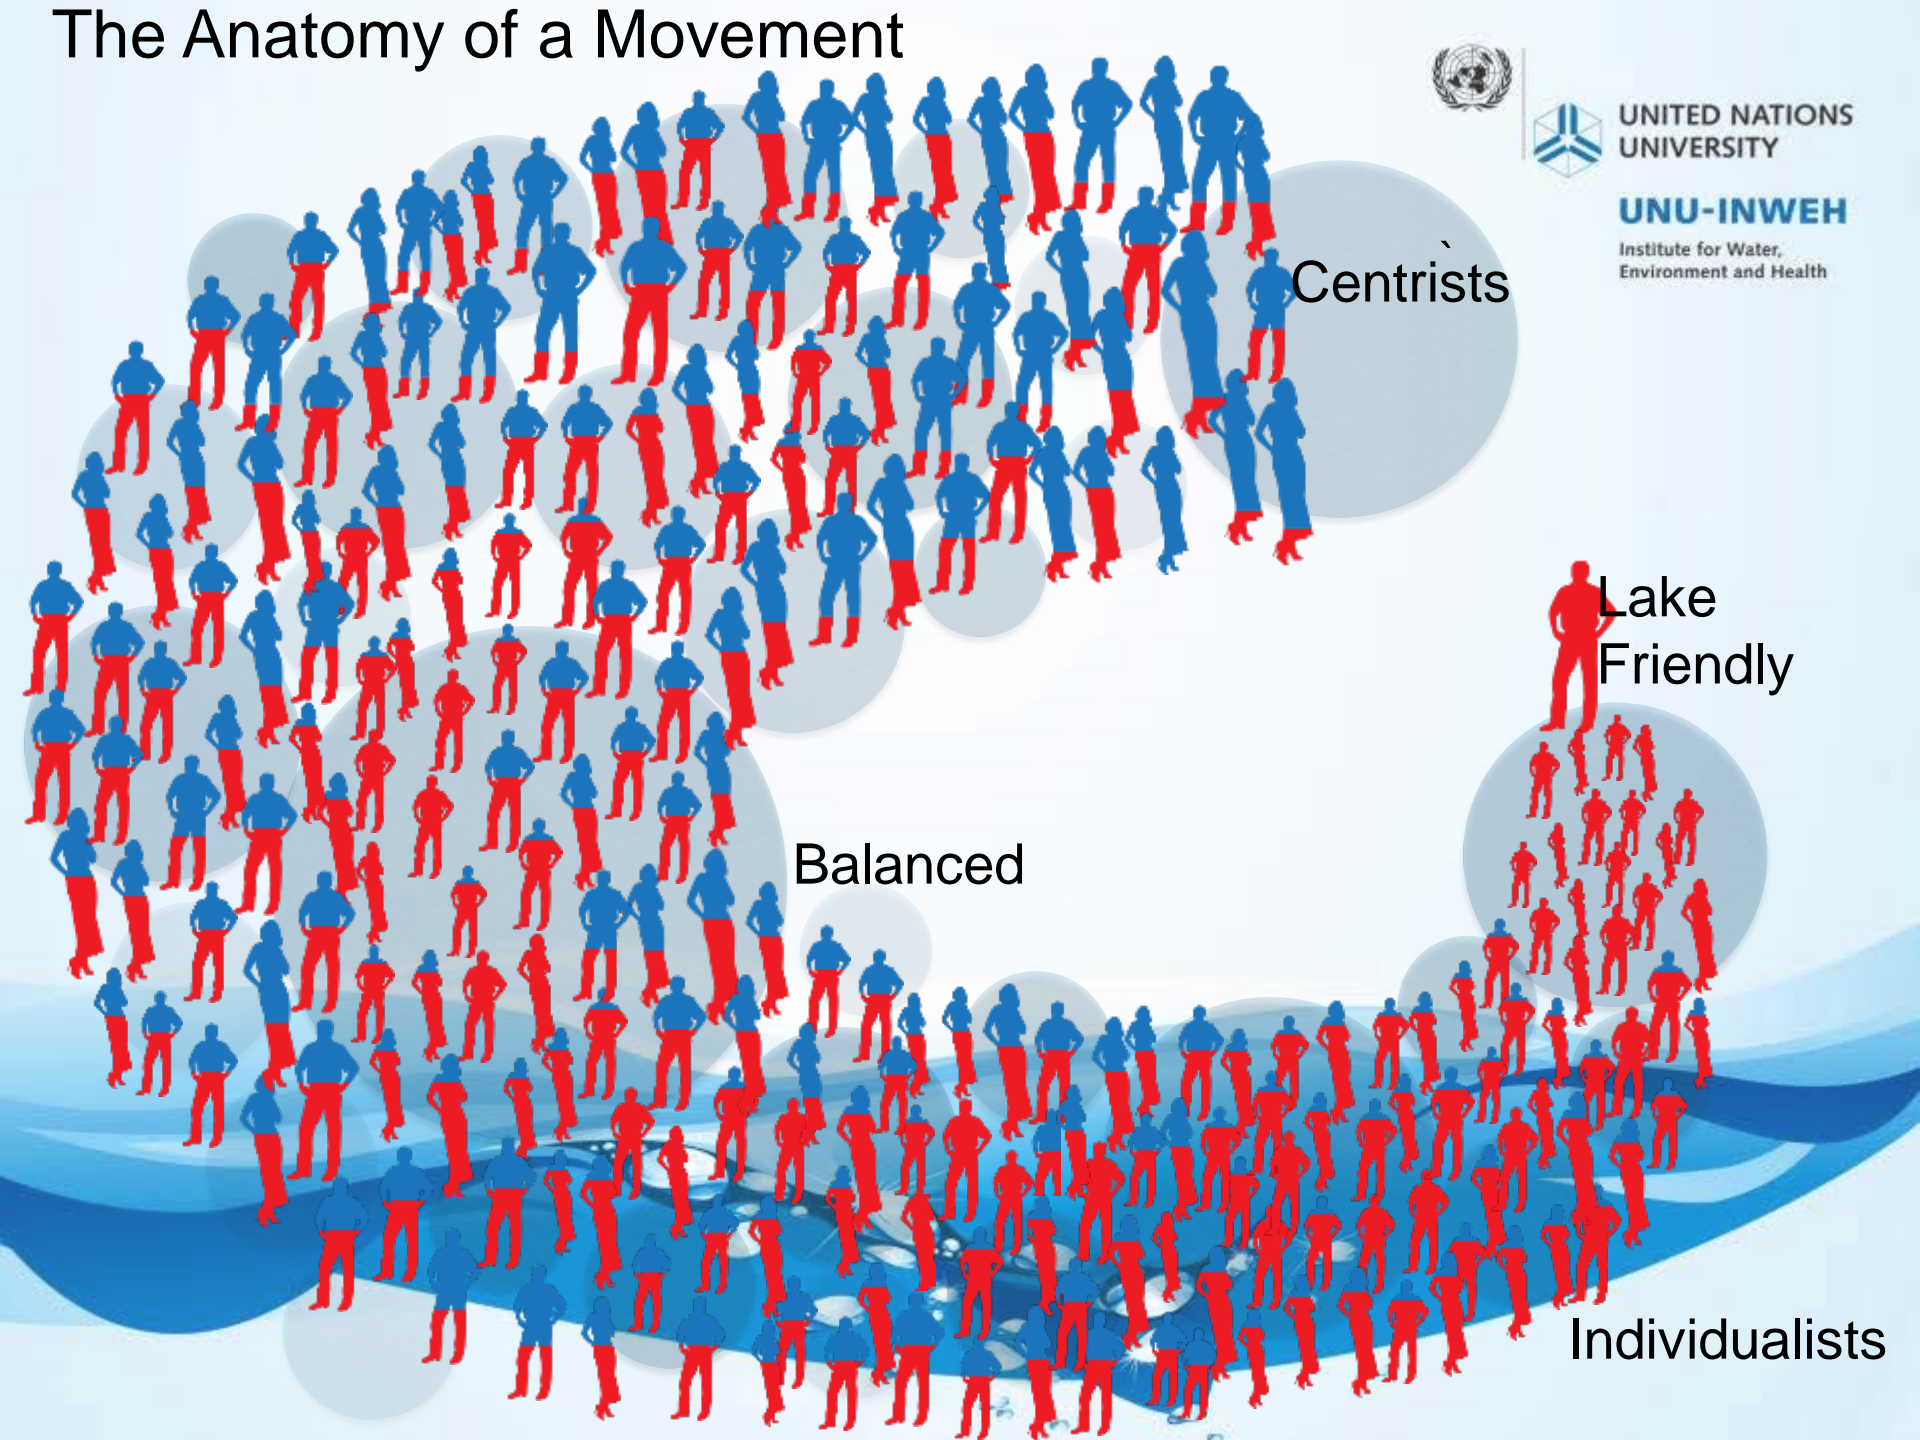 The Anatomy of a Movement
UNITED NATIONS
UNIVERSITY
UNU-INWEH
Institute for Water,
Environment and Health
`
Centrists
Lake
Friendly
Balanced
Individualists